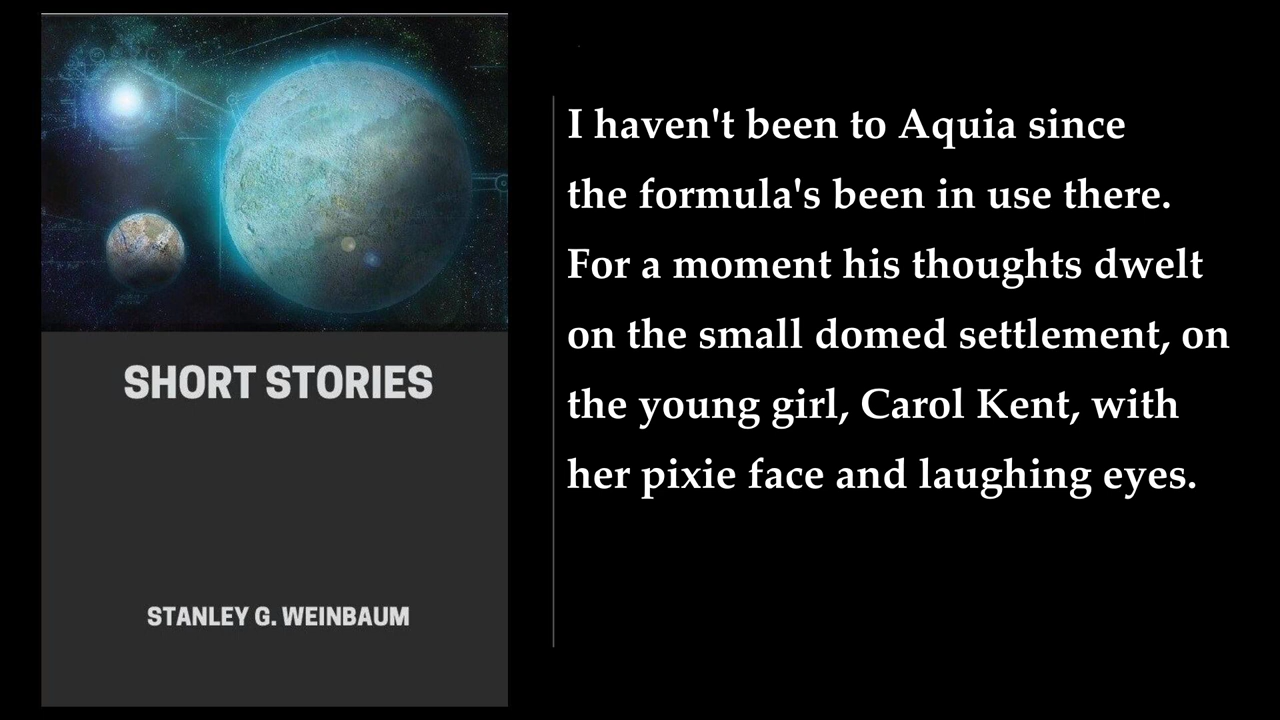 SHORT STORIES
STANLEY G. WEINBAUM
I haven't been to Aquia since
the formula's been in use there.
For a moment his thoughts dwelt
on the small domed settlement, on
the young girl, Carol Kent, with
her pixie face and laughing eyes.